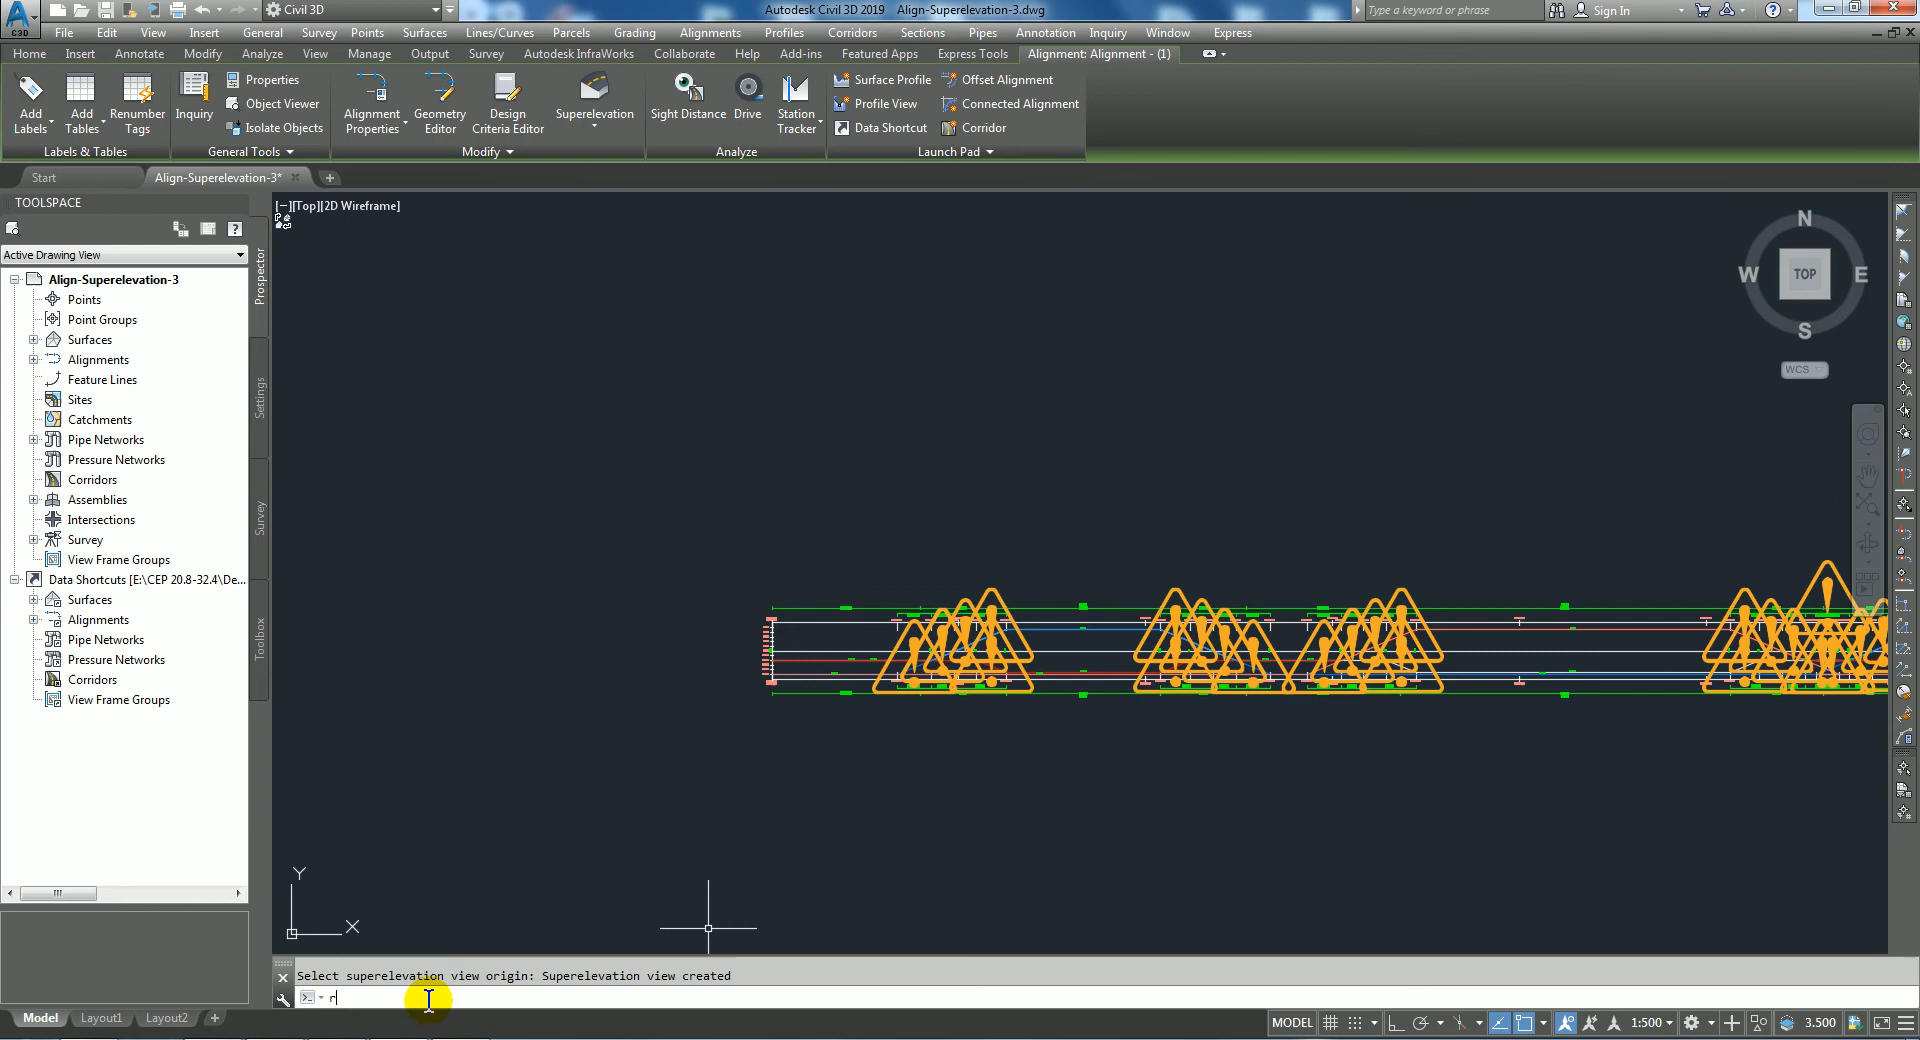 C3D
Civil 3D
Autodesk Civil 3D 2019 Align-Superelevation-3.dwg
Type a keyword or phrase
Sign In
File Edit View Insert General Survey Points Surfaces Lines/Curves Parcels Grading Alignments Profiles Corridors Sections Pipes Annotation Inquiry Window Express
Home Insert Annotate Modify Analyze View Manage Output Survey Autodesk InfraWorks Collaborate Help Add-ins Featured Apps Express Tools Alignment: Alignment - (1)
Add Labels
Add Tables
Renumber Tags
Labels & Tables
Inquiry
Properties
Object Viewer
Isolate Objects
General Tools
Alignment Properties
Geometry Editor
Design Criteria Editor
Superelevation
Modify
Sight Distance
Drive
Station Tracker
Analyze
Surface Profile
Profile View
Data Shortcut
Offset Alignment
Connected Alignment
Corridor
Launch Pad
Start
Align-Superelevation-3*
TOOLSPACE
Active Drawing View
Align-Superelevation-3
Points
Point Groups
Surfaces
Alignments
Feature Lines
Sites
Catchments
Pipe Networks
Pressure Networks
Corridors
Assemblies
Intersections
Survey
View Frame Groups
Data Shortcuts [E:\CEP 20.8-32.4\De...
Surfaces
Alignments
Pipe Networks
Pressure Networks
Corridors
View Frame Groups
Prospector
Settings
Survey
Toolbox
[−][Top][2D Wireframe]
N
W
TOP
E
S
WCS
Y
X
Select superelevation view origin: Superelevation view created
r
Model
Layout1
Layout2
MODEL
1:500
3.500